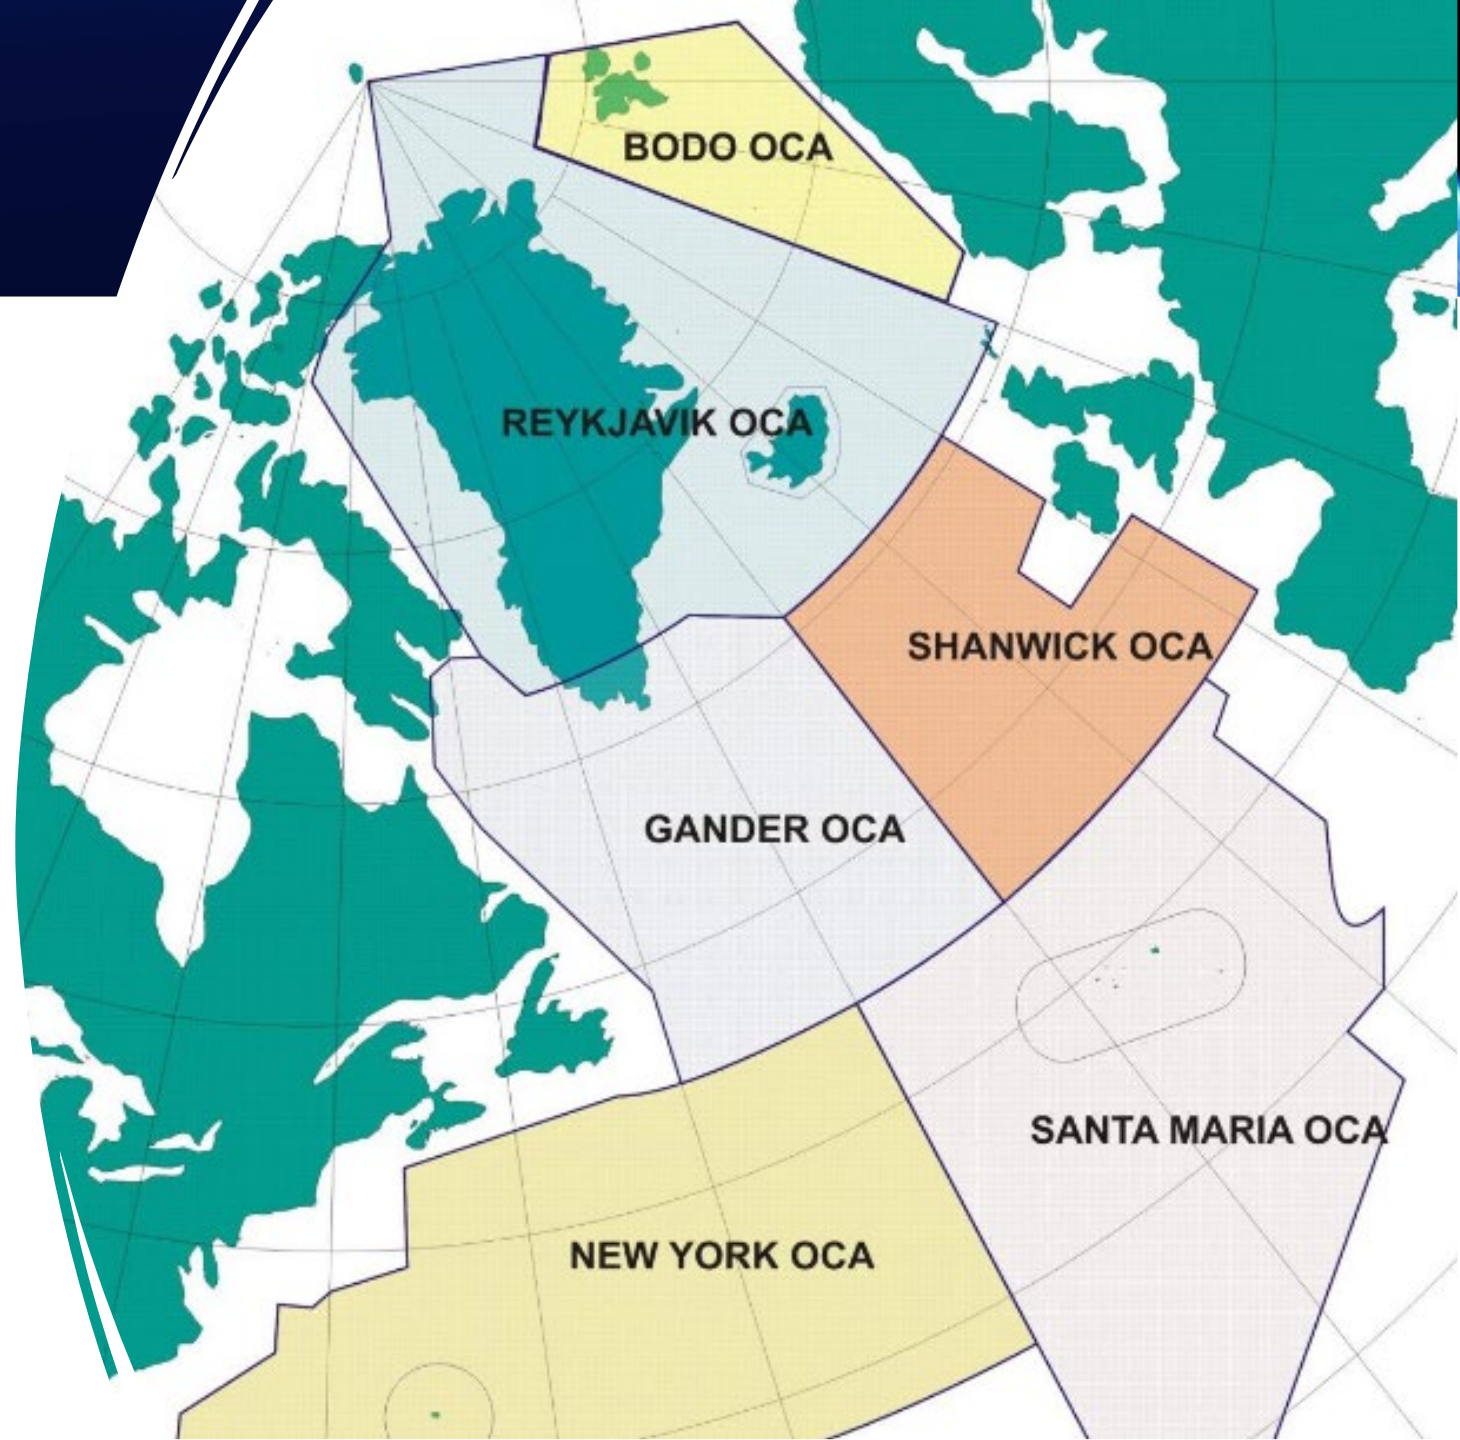 BODO OCA
REYKJAVIK OCA
SHANWICK OCA
GANDER OCA
SANTA MARIA OCA
NEW YORK OCA